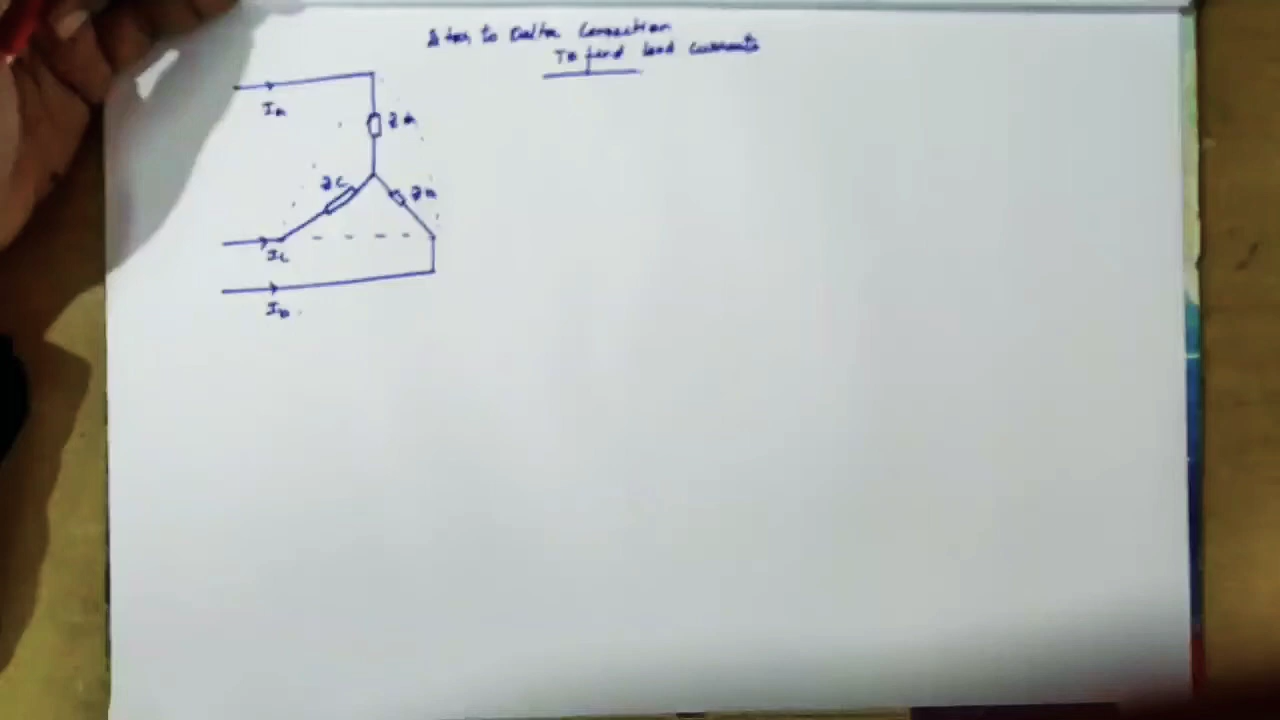 Star to Delta Connection
To find load currents
Ia
ZA
ZC
ZB
Ic
Ib